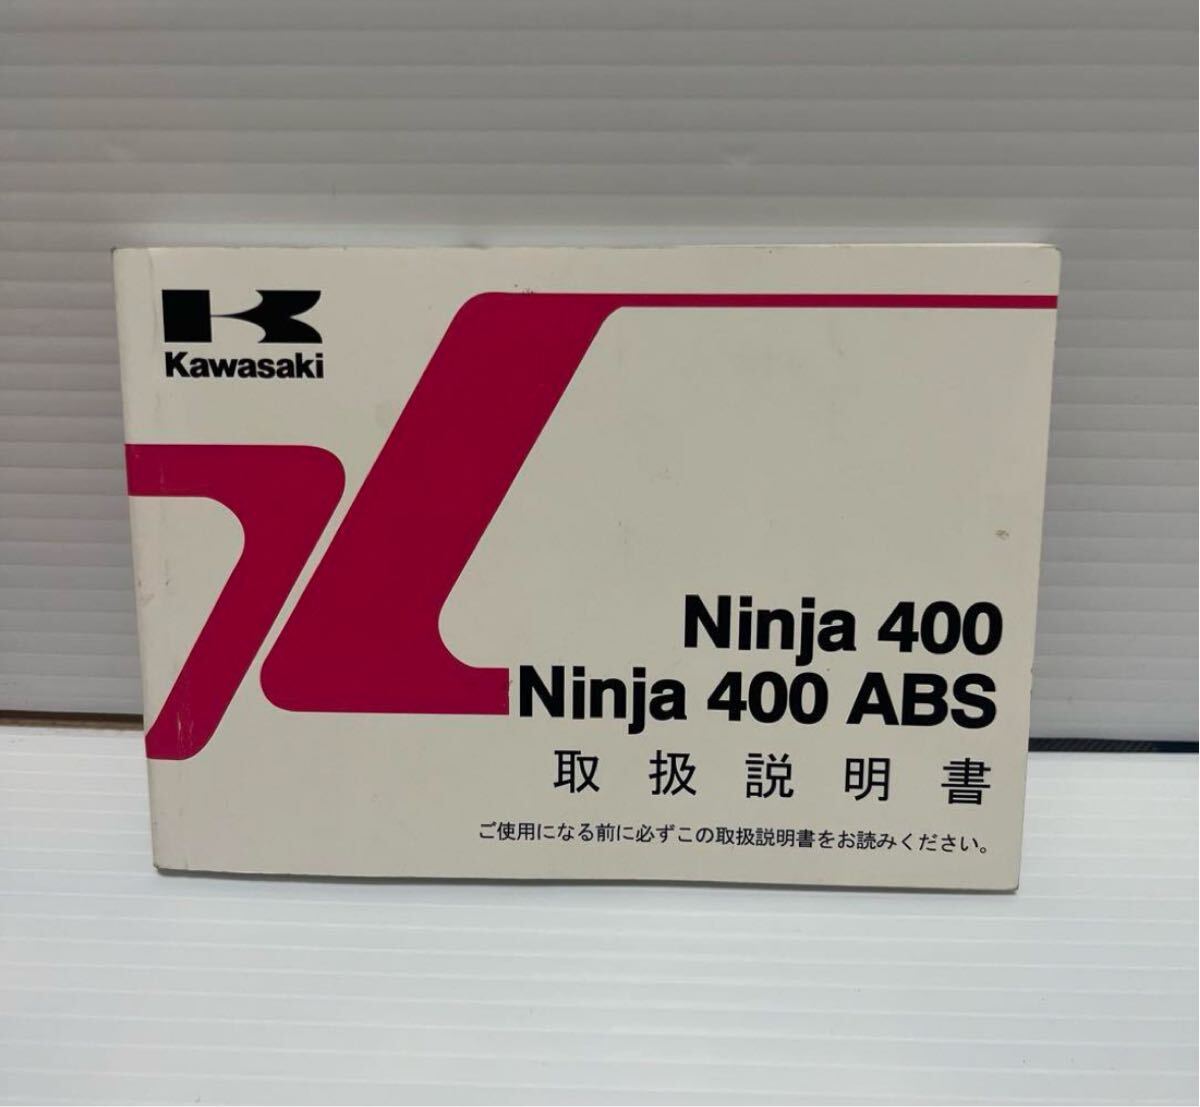 Kawasaki
Ninja 400
Ninja 400 ABS
取扱説明書
ご使用になる前に必ずこの取扱説明書をお読みください。